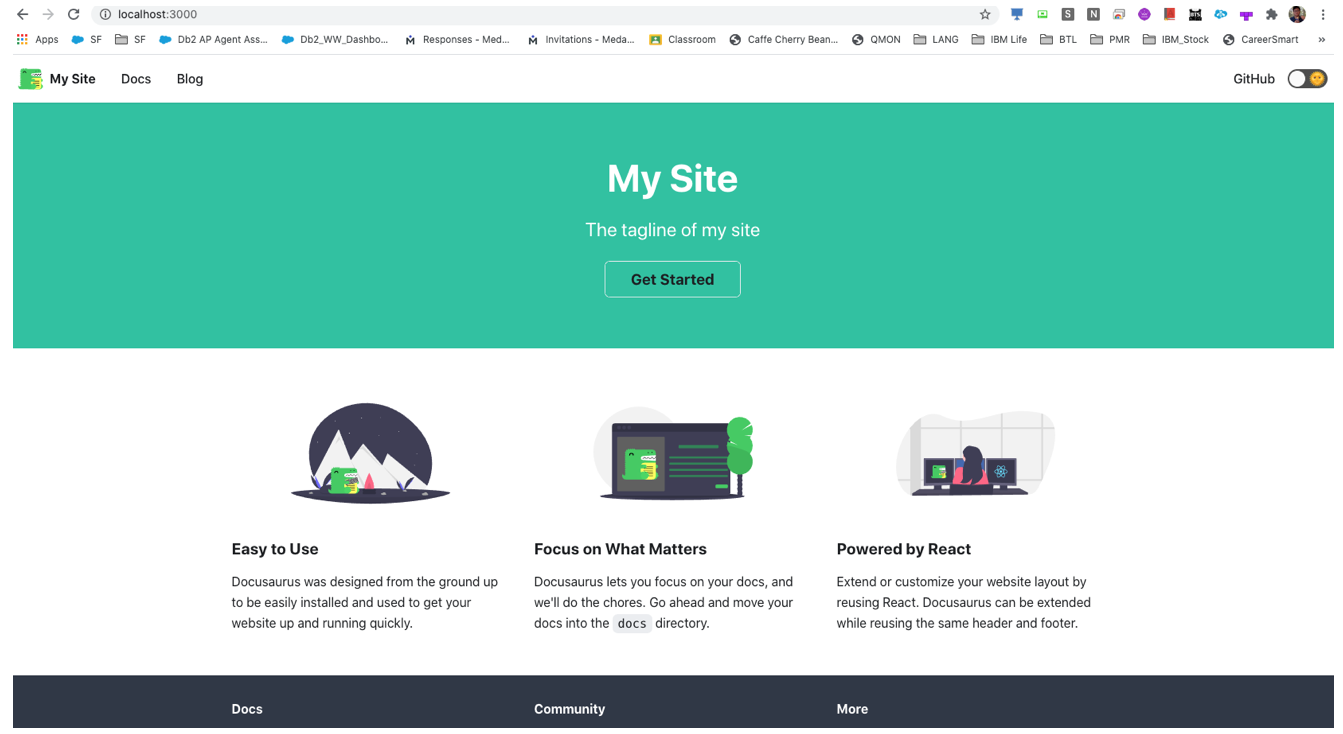 localhost:3000
Apps SF SF Db2 AP Agent Ass... Db2_WW_Dashbo... Responses - Med... Invitations - Meda... Classroom Caffe Cherry Bean... QMON LANG IBM Life BTL PMR IBM_Stock CareerSmart »
My Site Docs Blog GitHub
My Site
The tagline of my site
Get Started
Easy to Use
Docusaurus was designed from the ground up
to be easily installed and used to get your
website up and running quickly.
Focus on What Matters
Docusaurus lets you focus on your docs, and
we'll do the chores. Go ahead and move your
docs into the docs directory.
Powered by React
Extend or customize your website layout by
reusing React. Docusaurus can be extended
while reusing the same header and footer.
Docs Community More